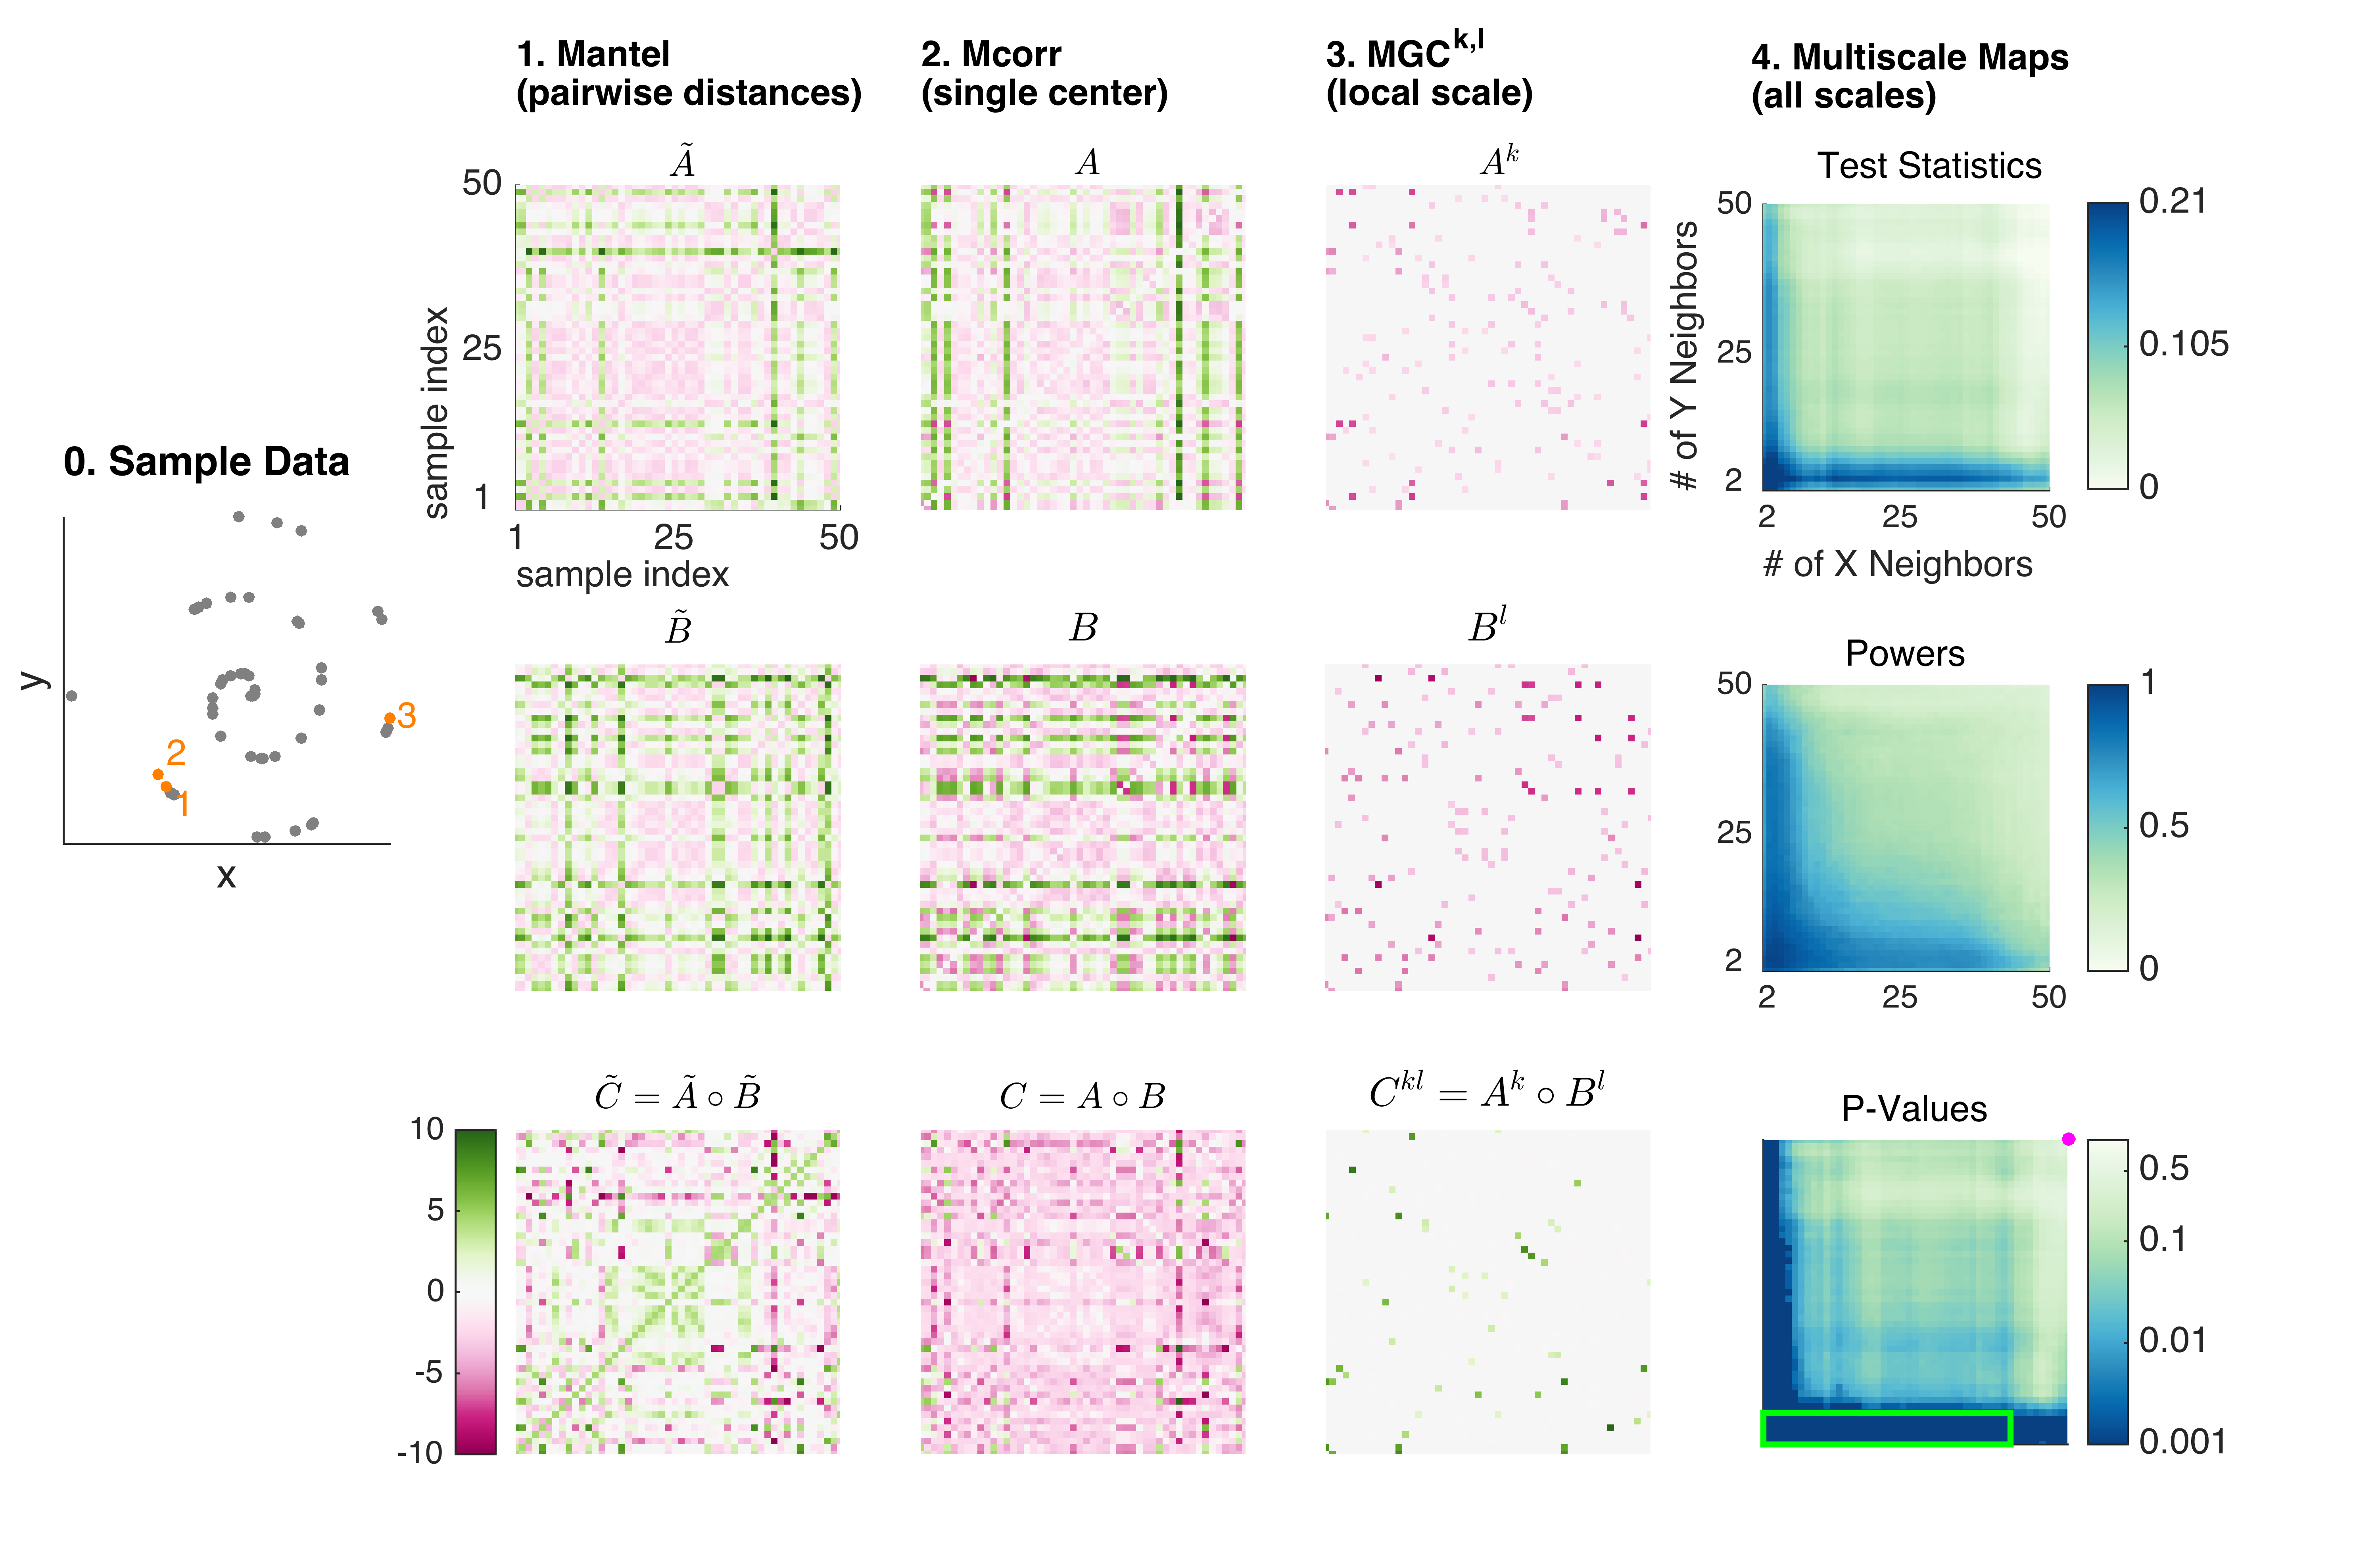 0. Sample Data
y
x
1
2
3
1. Mantel
(pairwise distances)
Ã
50
25
1
sample index
1 25 50
sample index
B̃
C̃ = Ã ∘ B̃
10
5
0
-5
-10
2. Mcorr
(single center)
A
B
C = A ∘ B
3. MGC^k,l
(local scale)
A^k
B^l
C^kl = A^k ∘ B^l
4. Multiscale Maps
(all scales)
Test Statistics
50
25
2
# of Y Neighbors
2 25 50
# of X Neighbors
0.21
0.105
0
Powers
50
25
2
2 25 50
1
0.5
0
P-Values
0.5
0.1
0.01
0.001